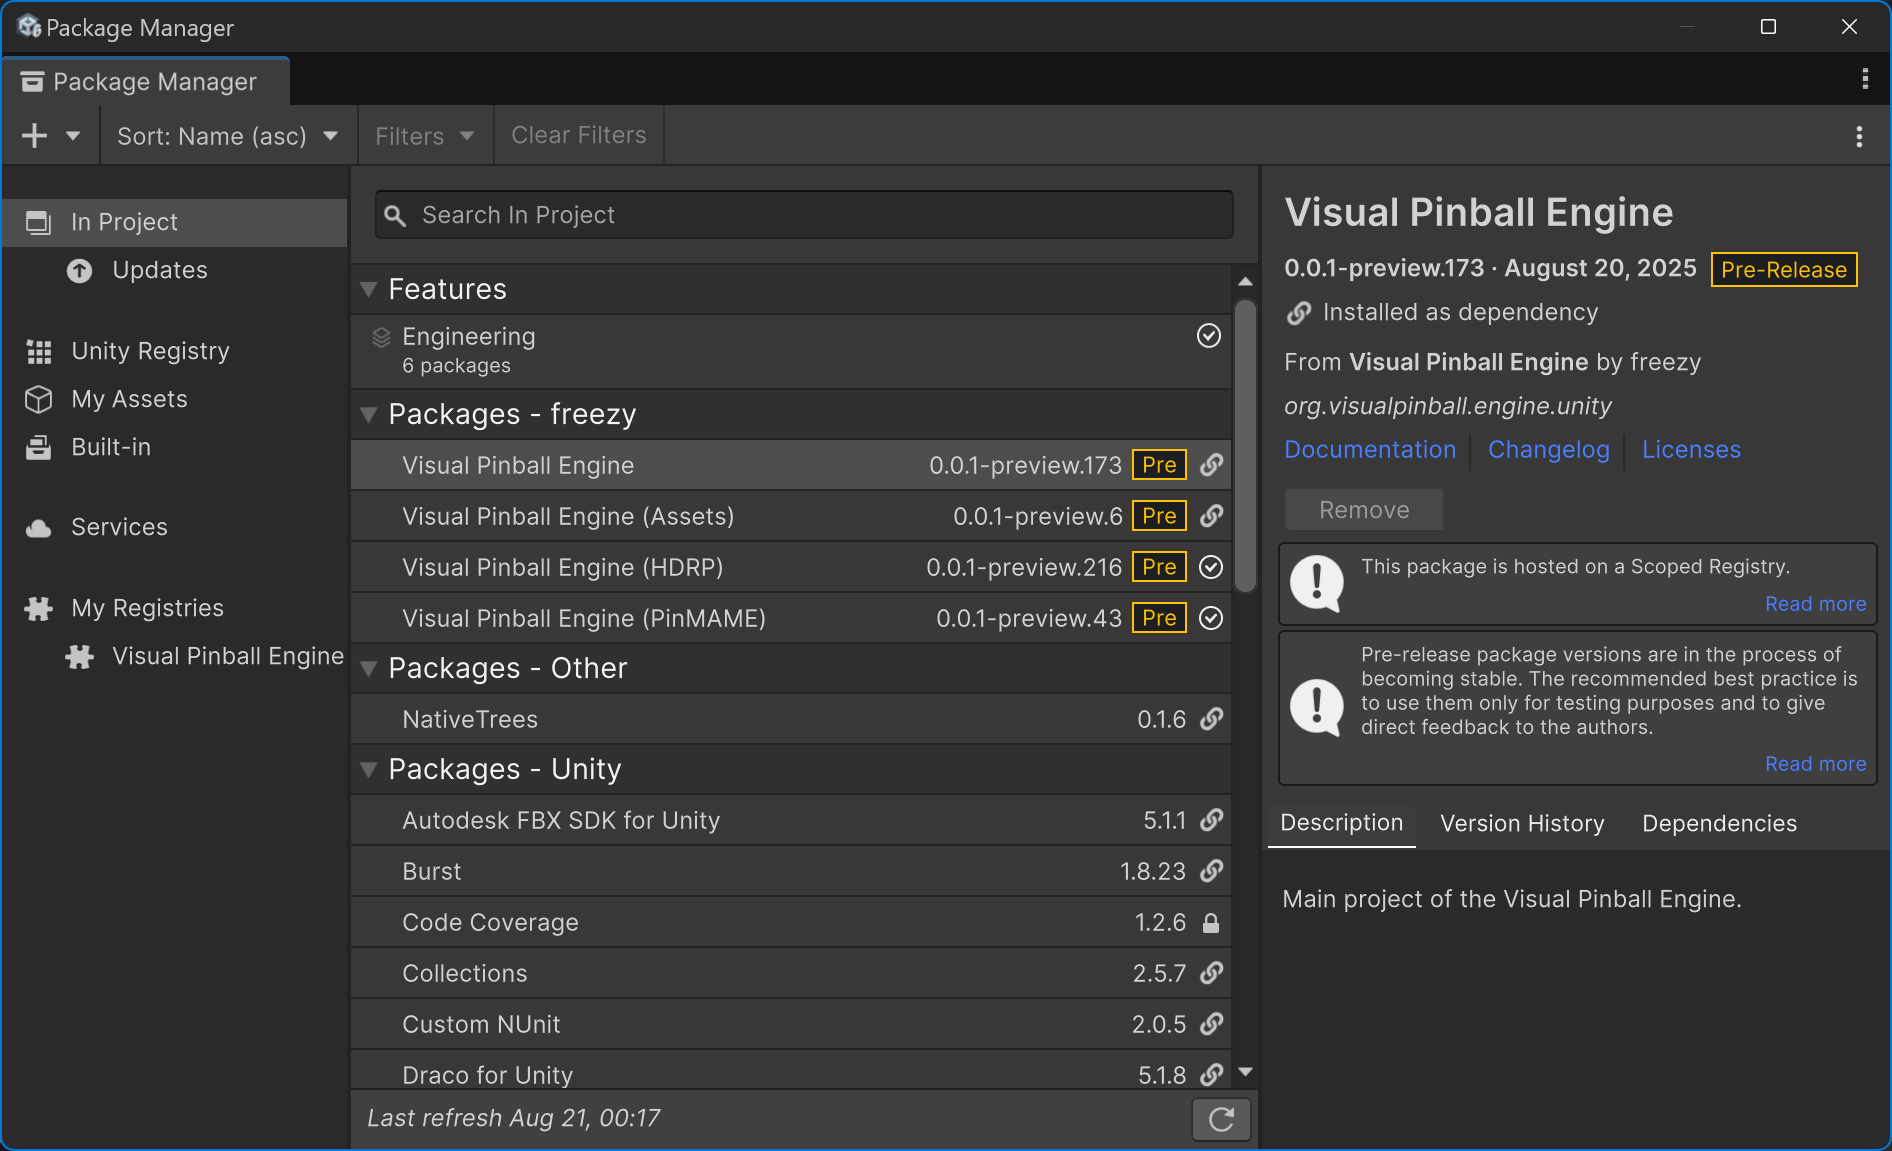 Package Manager
Package Manager
Sort: Name (asc)
Filters
Clear Filters
In Project
Updates
Unity Registry
My Assets
Built-in
Services
My Registries
Visual Pinball Engine
Search In Project
Features
Engineering
6 packages
Packages - freezy
Visual Pinball Engine 0.0.1-preview.173 Pre
Visual Pinball Engine (Assets) 0.0.1-preview.6 Pre
Visual Pinball Engine (HDRP) 0.0.1-preview.216 Pre
Visual Pinball Engine (PinMAME) 0.0.1-preview.43 Pre
Packages - Other
NativeTrees 0.1.6
Packages - Unity
Autodesk FBX SDK for Unity 5.1.1
Burst 1.8.23
Code Coverage 1.2.6
Collections 2.5.7
Custom NUnit 2.0.5
Draco for Unity 5.1.8
Last refresh Aug 21, 00:17
Visual Pinball Engine
0.0.1-preview.173 · August 20, 2025 Pre-Release
Installed as dependency
From Visual Pinball Engine by freezy
org.visualpinball.engine.unity
Documentation Changelog Licenses
Remove
This package is hosted on a Scoped Registry.
Read more
Pre-release package versions are in the process of
becoming stable. The recommended best practice is
to use them only for testing purposes and to give
direct feedback to the authors.
Read more
Description Version History Dependencies
Main project of the Visual Pinball Engine.